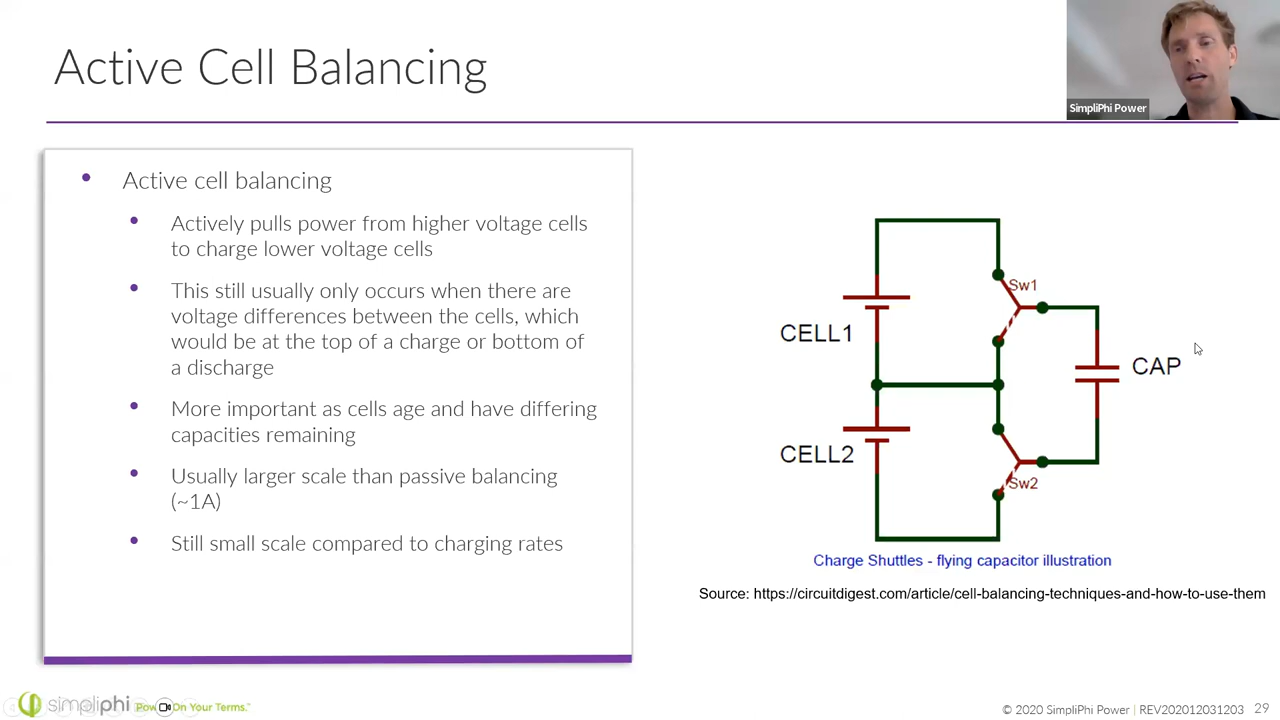 Active Cell Balancing
SimpliPhi Power
• Active cell balancing
• Actively pulls power from higher voltage cells
to charge lower voltage cells
• This still usually only occurs when there are
voltage differences between the cells, which
would be at the top of a charge or bottom of
a discharge
• More important as cells age and have differing
capacities remaining
• Usually larger scale than passive balancing
(~1A)
• Still small scale compared to charging rates
Sw1
CELL1
CAP
CELL2
Sw2
Charge Shuttles - flying capacitor illustration
Source: https://circuitdigest.com/article/cell-balancing-techniques-and-how-to-use-them
simpliphi Power On Your Terms.™
© 2020 SimpliPhi Power | REV202012031203 29